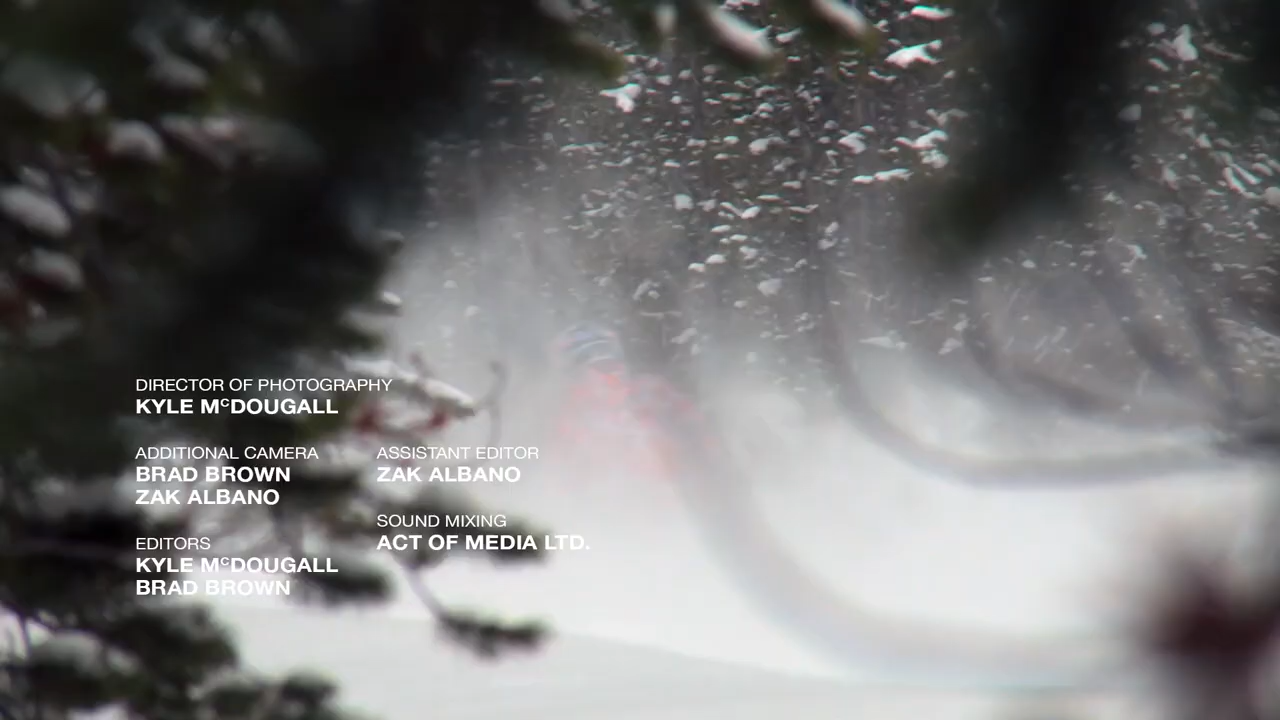 DIRECTOR OF PHOTOGRAPHY
KYLE McDOUGALL
ADDITIONAL CAMERA
BRAD BROWN
ZAK ALBANO
EDITORS
KYLE McDOUGALL
BRAD BROWN
ASSISTANT EDITOR
ZAK ALBANO
SOUND MIXING
ACT OF MEDIA LTD.